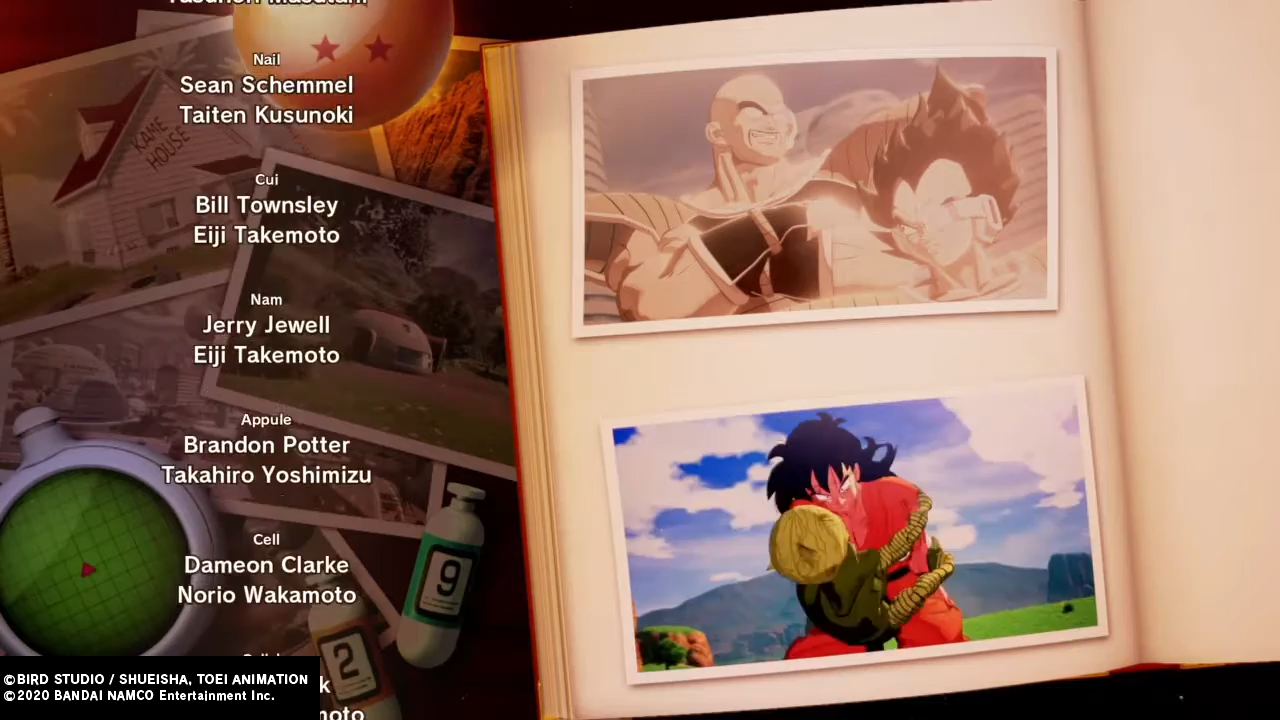 Nail
Sean Schemmel
Taiten Kusunoki
Cui
Bill Townsley
Eiji Takemoto
Nam
Jerry Jewell
Eiji Takemoto
Appule
Brandon Potter
Takahiro Yoshimizu
Cell
Dameon Clarke
Norio Wakamoto
KAME
HOUSE
9
2
©BIRD STUDIO / SHUEISHA, TOEI ANIMATION
©2020 BANDAI NAMCO Entertainment Inc.